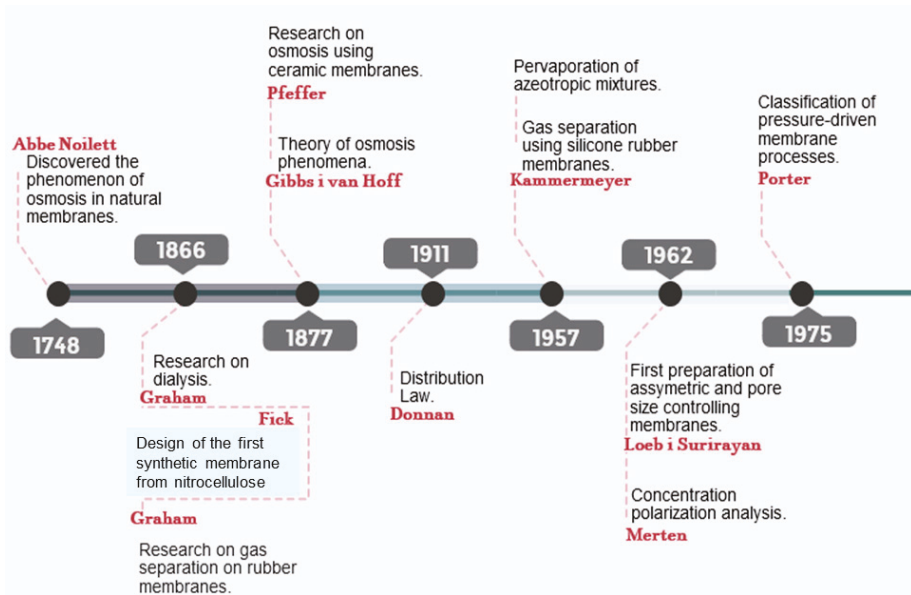 Abbe Noilett
Discovered the
phenomenon of
osmosis in natural
membranes.
1748
1866
Research on
dialysis.
Graham
Fick
Design of the first
synthetic membrane
from nitrocellulose
Graham
Research on gas
separation on rubber
membranes.
Research on
osmosis using
ceramic membranes.
Pfeffer
Theory of osmosis
phenomena.
Gibbs i van Hoff
1877
1911
Distribution
Law.
Donnan
Pervaporation of
azeotropic mixtures.
Gas separation
using silicone rubber
membranes.
Kammermeyer
1957
1962
First preparation of
assymetric and pore
size controlling
membranes.
Loeb i Surirayan
Concentration
polarization analysis.
Merten
Classification of
pressure-driven
membrane
processes.
Porter
1975